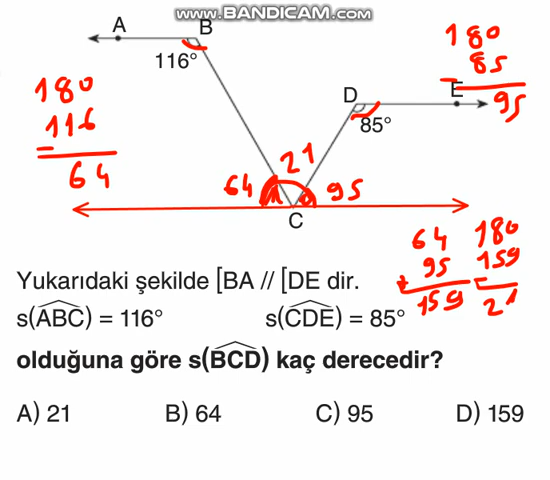 www.BANDICAM.com
A B
116°
D E
85°
C
180
116
64
180
85
95
64 21 95
64 180
95 159
159 21
Yukarıdaki şekilde [BA // [DE dir.
s(ABC) = 116° s(CDE) = 85°
olduğuna göre s(BCD) kaç derecedir?
A) 21 B) 64 C) 95 D) 159